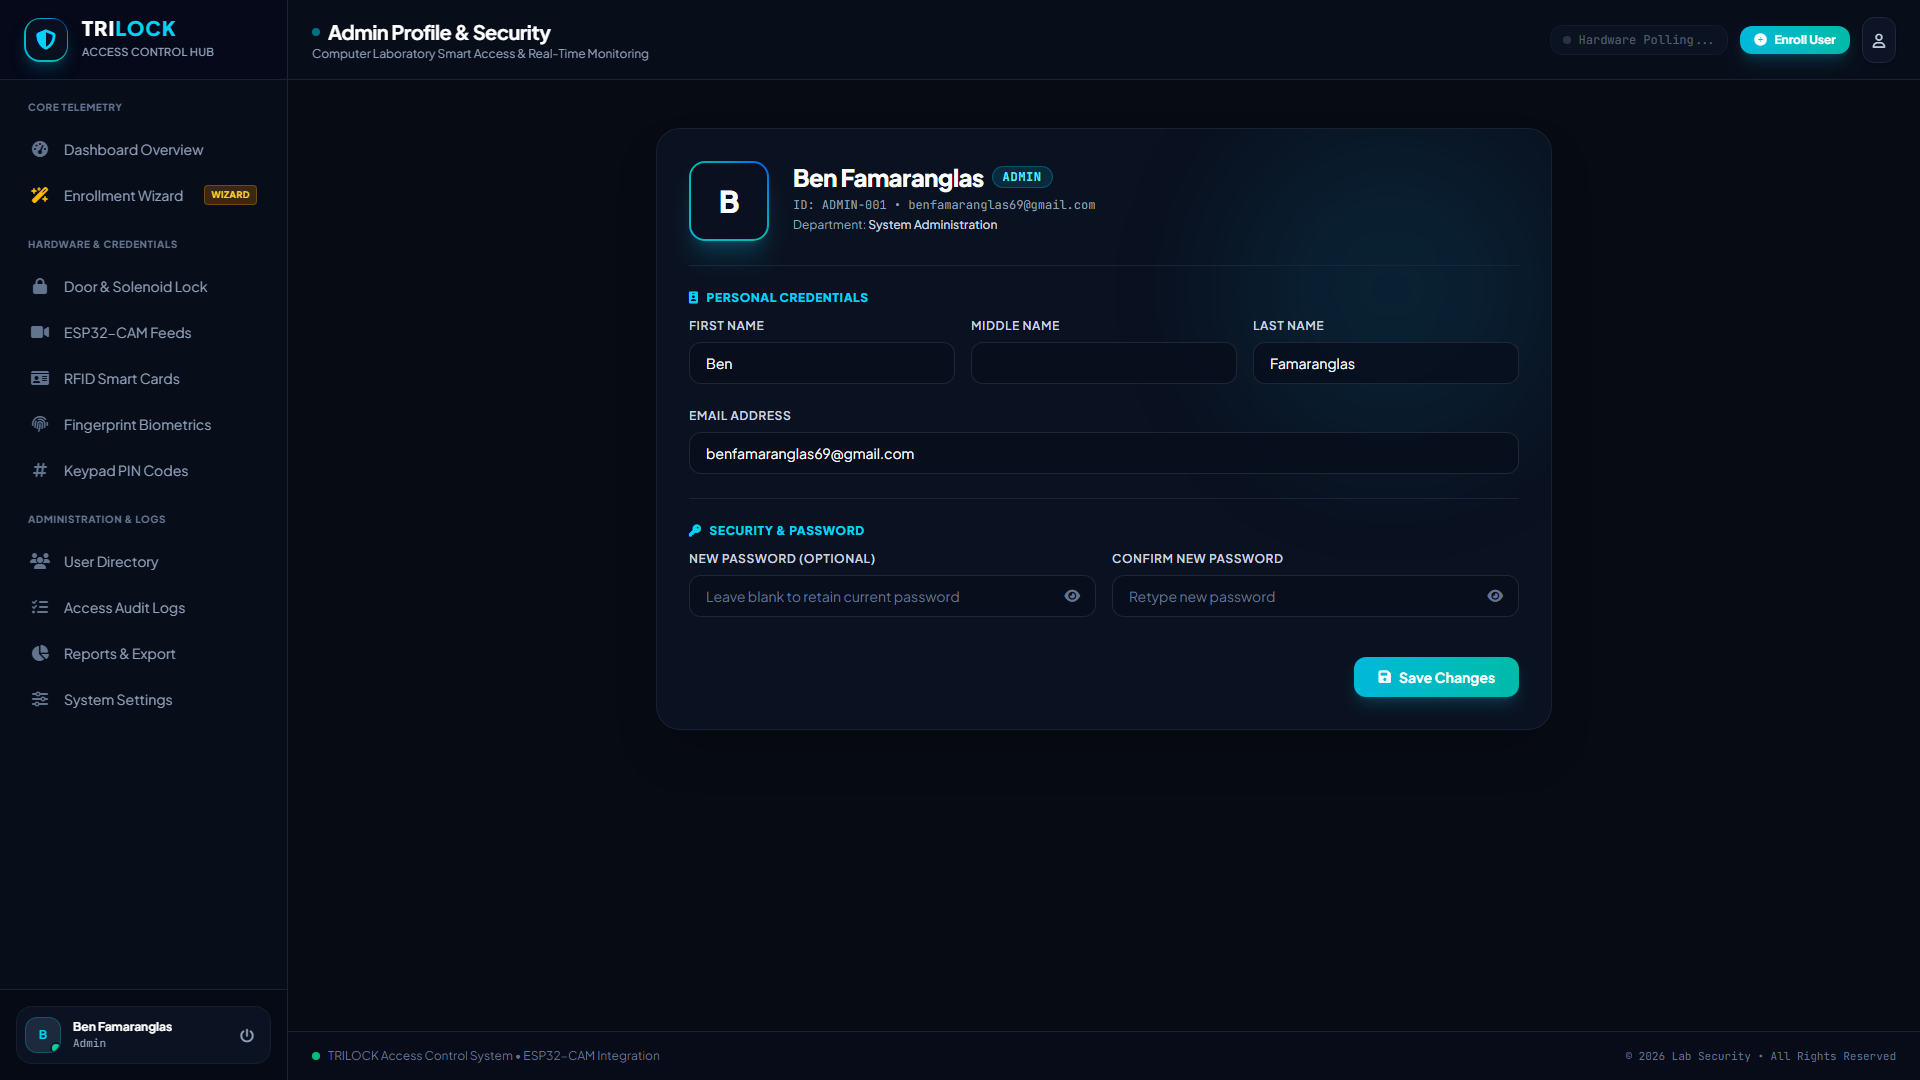 TRILOCK
ACCESS CONTROL HUB
CORE TELEMETRY
Dashboard Overview
Enrollment Wizard WIZARD
HARDWARE & CREDENTIALS
Door & Solenoid Lock
ESP32-CAM Feeds
RFID Smart Cards
Fingerprint Biometrics
Keypad PIN Codes
ADMINISTRATION & LOGS
User Directory
Access Audit Logs
Reports & Export
System Settings
B
Ben Famaranglas
Admin
Admin Profile & Security
Computer Laboratory Smart Access & Real-Time Monitoring
Hardware Polling...
Enroll User
B
Ben Famaranglas ADMIN
ID: ADMIN-001 • benfamaranglas69@gmail.com
Department: System Administration
PERSONAL CREDENTIALS
FIRST NAME MIDDLE NAME LAST NAME
Ben Famaranglas
EMAIL ADDRESS
benfamaranglas69@gmail.com
SECURITY & PASSWORD
NEW PASSWORD (OPTIONAL) CONFIRM NEW PASSWORD
Leave blank to retain current password Retype new password
Save Changes
TRILOCK Access Control System • ESP32-CAM Integration
© 2026 Lab Security • All Rights Reserved